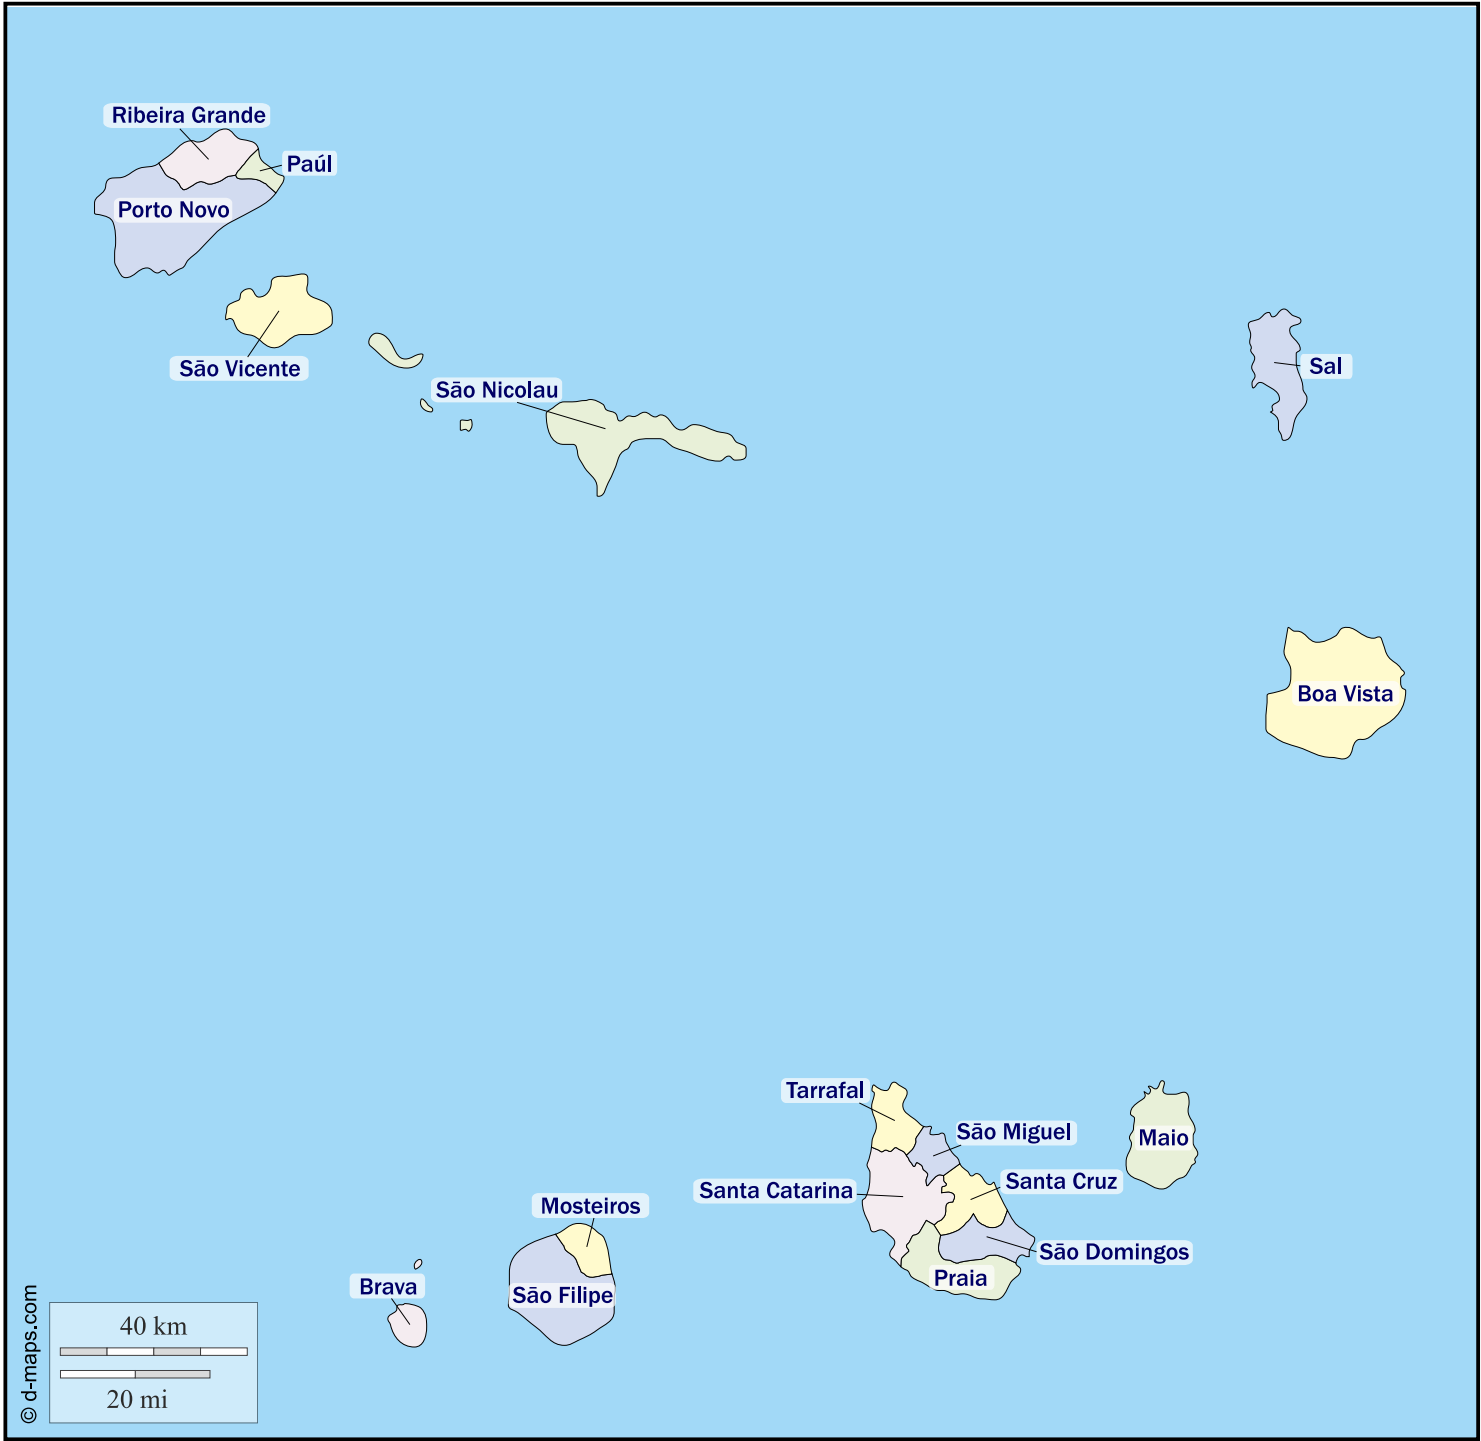 Ribeira Grande
Paúl
Porto Novo
São Vicente
São Nicolau
Sal
Boa Vista
Tarrafal
São Miguel
Maio
Santa Catarina
Santa Cruz
Mosteiros
São Domingos
Praia
Brava
São Filipe
40 km
20 mi
© d-maps.com